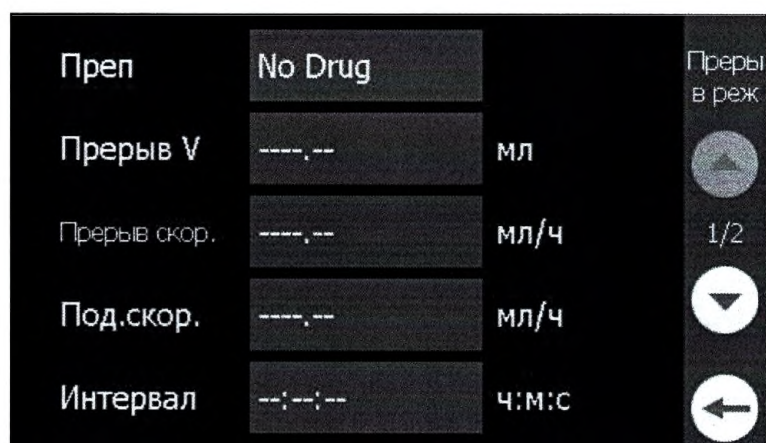 Преп No Drug
Прерыв V ----.-- мл
Прерыв скор. ----.-- мл/ч
Под.скор. ----.-- мл/ч
Интервал --:--:-- ч:м:с
Преры
в реж
1/2